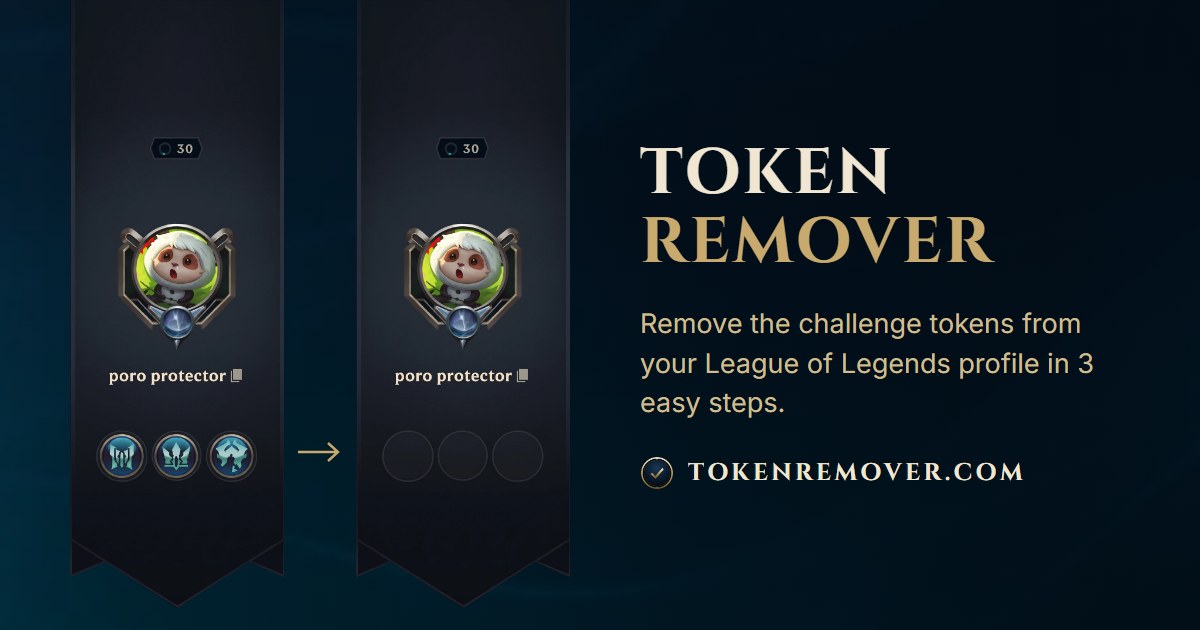 30
poro protector
30
poro protector
TOKEN
REMOVER
Remove the challenge tokens from
your League of Legends profile in 3
easy steps.
TOKENREMOVER.COM